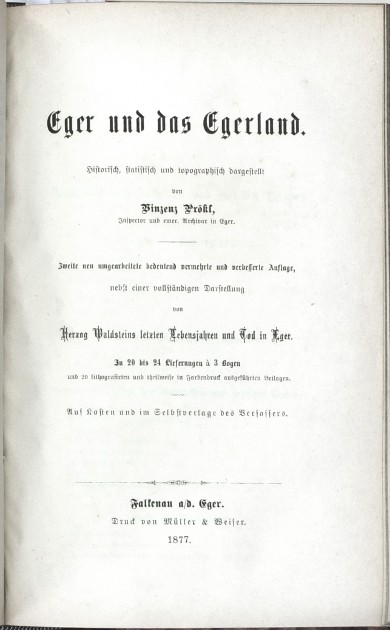 Eger und das Egerland.
Historisch, statistisch und topographisch dargestellt
von
Vinzenz Pröckl,
Inspector und emer. Archivar in Eger.
Zweite neu umgearbeitete bedeutend vermehrte und verbesserte Auflage,
nebst einer vollständigen Darstellung
von
Herzog Waldsteins letzten Lebensjahren und Tod in Eger.
In 20 bis 24 Lieferungen à 3 Bogen
und 20 lithografirten und theilweise in Farbendruck ausgeführten Beilagen.
Auf Kosten und im Selbstverlage des Verfassers.
Falkenau a/d. Eger.
Druck von Müller & Weiser.
1877.